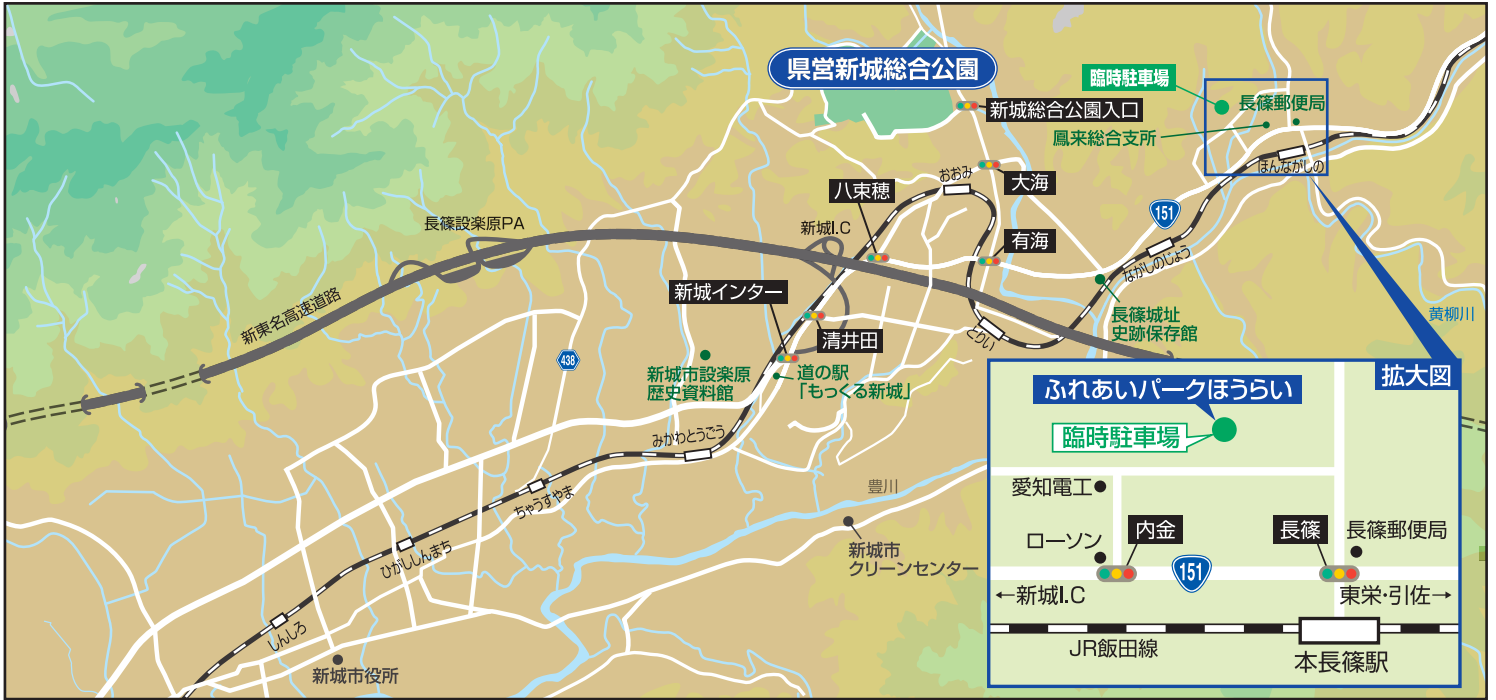 県営新城総合公園
新城総合公園入口
臨時駐車場
長篠郵便局
鳳来総合支所
ほんながしの
おおみ
大海
八束穂
151
長篠設楽原PA
新城I.C
有海
ながしのじょう
新東名高速道路
新城インター
長篠城址
史跡保存館
黄柳川
清井田
とりい
438
新城市設楽原
歴史資料館
道の駅
「もっくる新城」
みかわとうごう
豊川
ちゃうすやま
新城市
クリーンセンター
ひがししんまち
しんしろ
新城市役所
拡大図
ふれあいパークほうらい
臨時駐車場
愛知電工
ローソン
内金
長篠
長篠郵便局
151
←新城I.C
東栄・引佐→
JR飯田線
本長篠駅